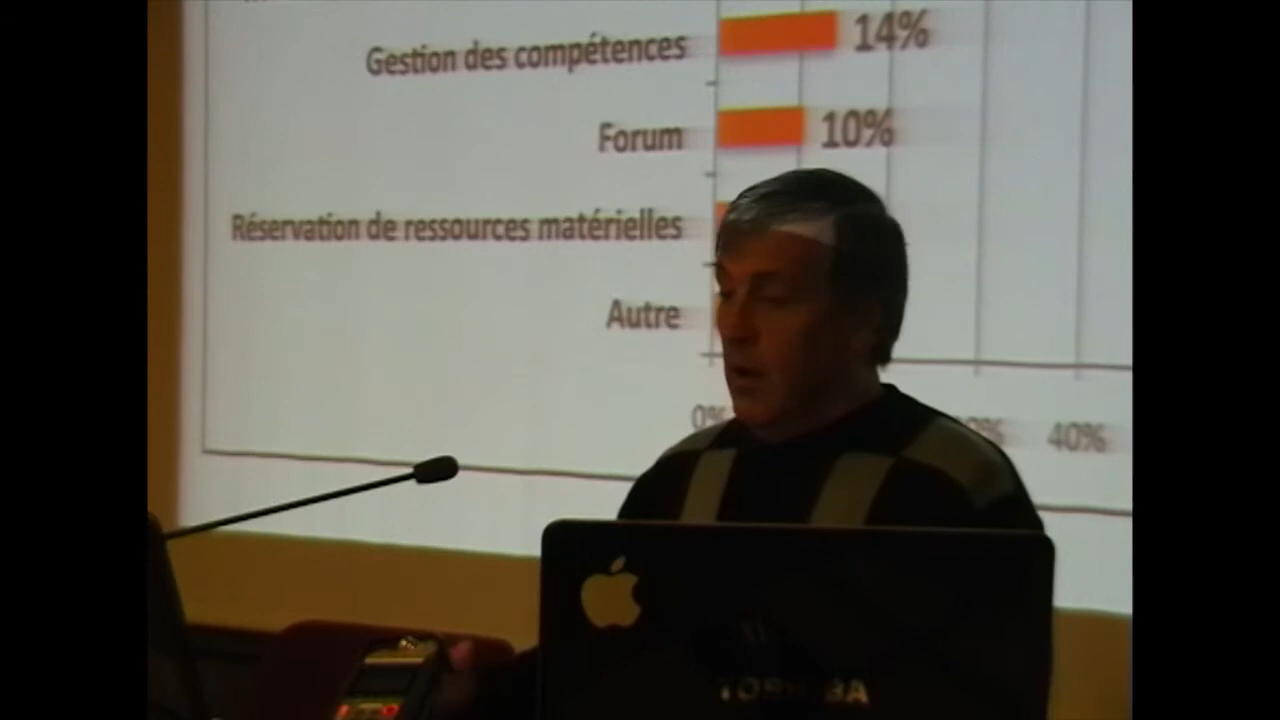 Gestion des compétences 14%
Forum 10%
Réservation de ressources matérielles
Autre
0% 40%
TOSHIBA